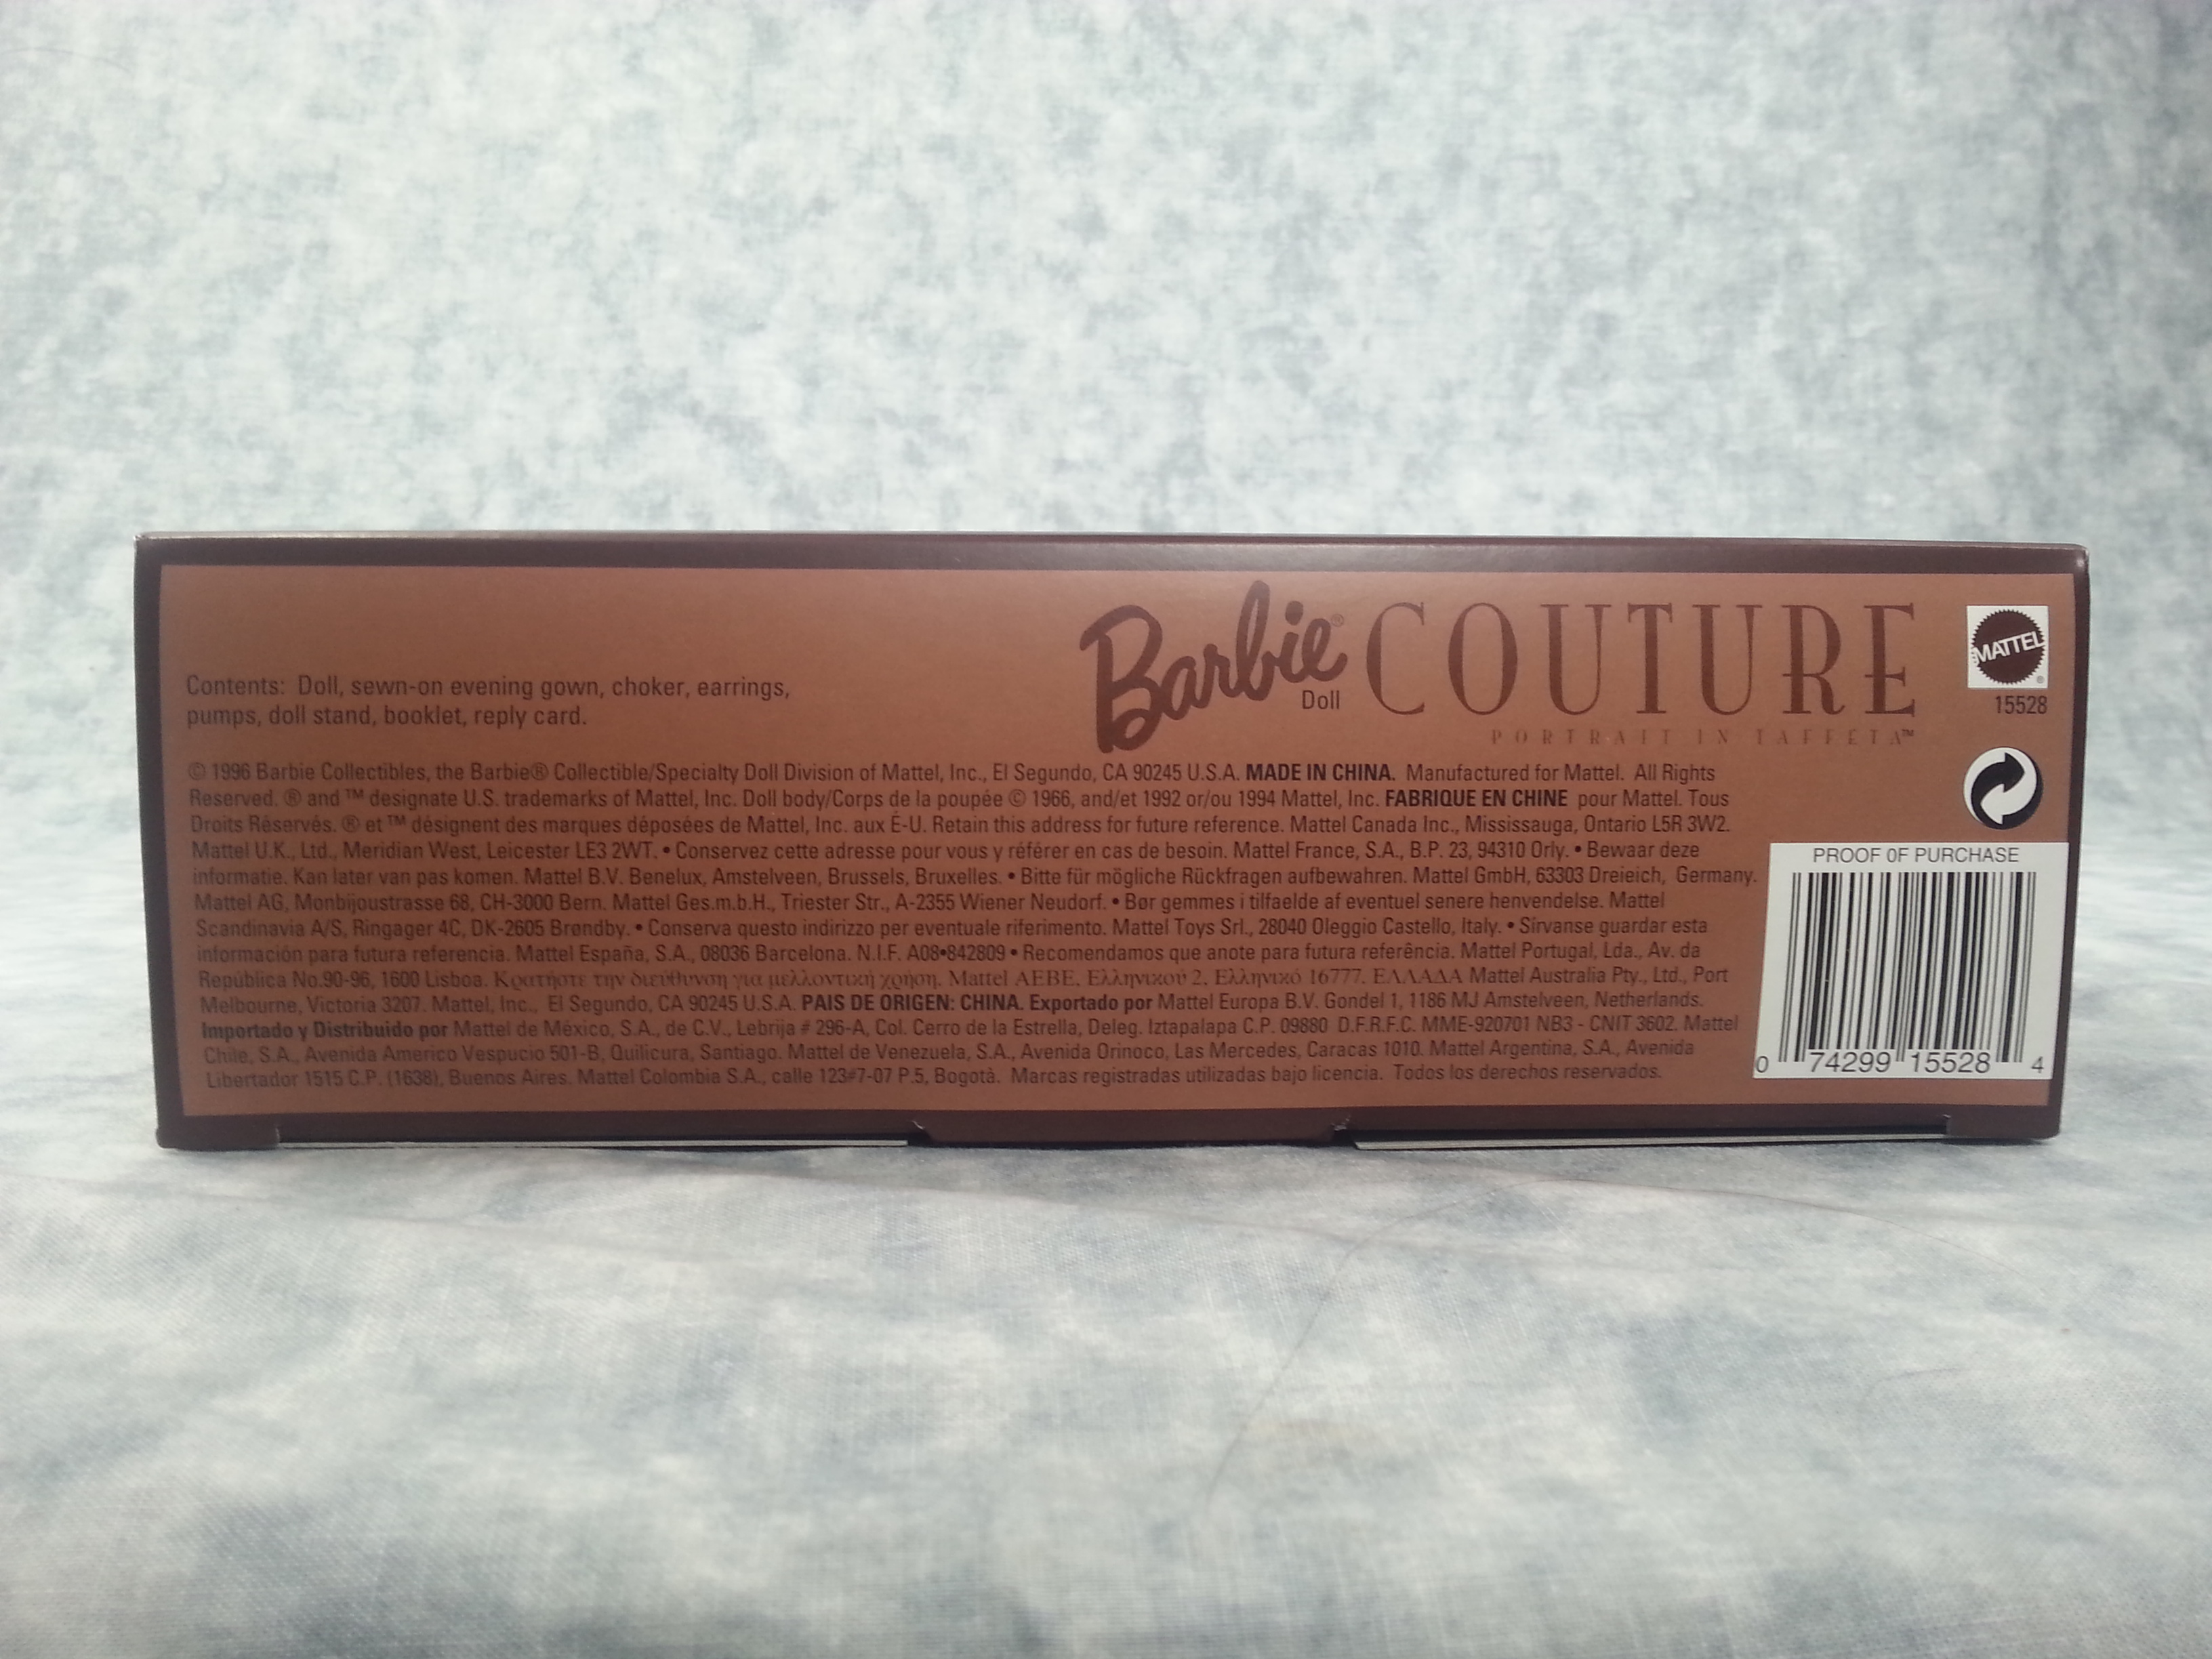 Barbie® Doll COUTURE
PORTRAIT IN TAFFETA™
MATTEL ®
15528
Contents: Doll, sewn-on evening gown, choker, earrings,
pumps, doll stand, booklet, reply card.
© 1996 Barbie Collectibles, the Barbie® Collectible/Specialty Doll Division of Mattel, Inc., El Segundo, CA 90245 U.S.A. MADE IN CHINA. Manufactured for Mattel. All Rights
Reserved. ® and ™ designate U.S. trademarks of Mattel, Inc. Doll body/Corps de la poupée © 1966, and/et 1992 or/ou 1994 Mattel, Inc. FABRIQUE EN CHINE pour Mattel. Tous
Droits Réservés. ® et ™ désignent des marques déposées de Mattel, Inc. aux É-U. Retain this address for future reference. Mattel Canada Inc., Mississauga, Ontario L5R 3W2.
Mattel U.K., Ltd., Meridian West, Leicester LE3 2WT. • Conservez cette adresse pour vous y référer en cas de besoin. Mattel France, S.A., B.P. 23, 94310 Orly. • Bewaar deze
informatie. Kan later van pas komen. Mattel B.V. Benelux, Amstelveen, Brussels, Bruxelles. • Bitte für mögliche Rückfragen aufbewahren. Mattel GmbH, 63303 Dreieich, Germany.
Mattel AG, Monbijoustrasse 68, CH-3000 Bern. Mattel Ges.m.b.H., Triester Str., A-2355 Wiener Neudorf. • Bør gemmes i tilfaelde af eventuel senere henvendelse. Mattel
Scandinavia A/S, Ringager 4C, DK-2605 Brøndby. • Conserva questo indirizzo per eventuale riferimento. Mattel Toys Srl., 28040 Oleggio Castello, Italy. • Sírvanse guardar esta
información para futura referencia. Mattel España, S.A., 08036 Barcelona. N.I.F. A08•842809 • Recomendamos que anote para futura referência. Mattel Portugal, Lda., Av. da
República No.90-96, 1600 Lisboa. Κρατήστε την διεύθυνση για μελλοντική χρήση. Mattel AEBE, Ελληνικού 2, Ελληνικό 16777. ΕΛΛΑΔΑ Mattel Australia Pty., Ltd., Port
Melbourne, Victoria 3207. Mattel, Inc., El Segundo, CA 90245 U.S.A. PAIS DE ORIGEN: CHINA. Exportado por Mattel Europa B.V. Gondel 1, 1186 MJ Amstelveen, Netherlands.
Importado y Distribuido por Mattel de México, S.A., de C.V., Lebrija # 296-A, Col. Cerro de la Estrella, Deleg. Iztapalapa C.P. 09880 D.F.R.F.C. MME-920701 NB3 - CNIT 3602. Mattel
Chile, S.A., Avenida Americo Vespucio 501-B, Quilicura, Santiago. Mattel de Venezuela, S.A., Avenida Orinoco, Las Mercedes, Caracas 1010. Mattel Argentina, S.A., Avenida
Libertador 1515 C.P. (1638), Buenos Aires. Mattel Colombia S.A., calle 123#7-07 P.5, Bogotà. Marcas registradas utilizadas bajo licencia. Todos los derechos reservados.
PROOF OF PURCHASE
0 74299 15528 4